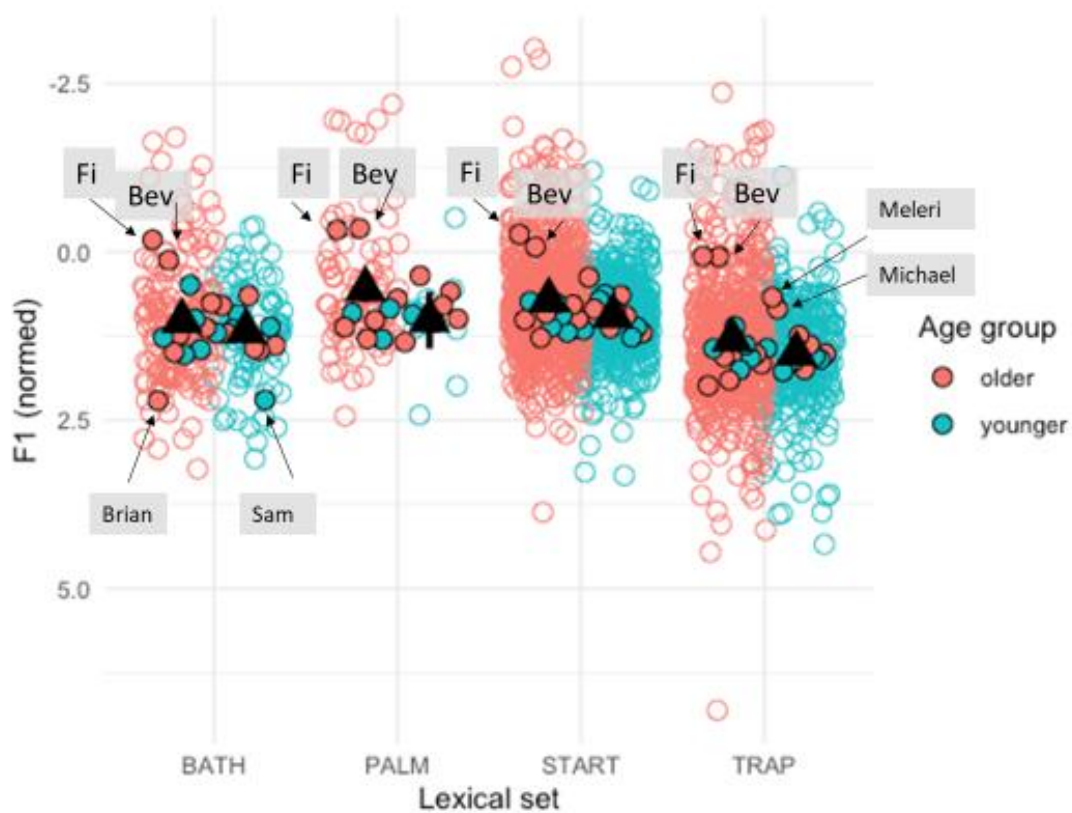 -2.5
0.0
2.5
5.0
F1 (normed)
Fi
Bev
Fi
Bev
Fi
Bev
Fi
Bev
Meleri
Michael
Brian
Sam
BATH
PALM
START
TRAP
Lexical set
Age group
older
younger